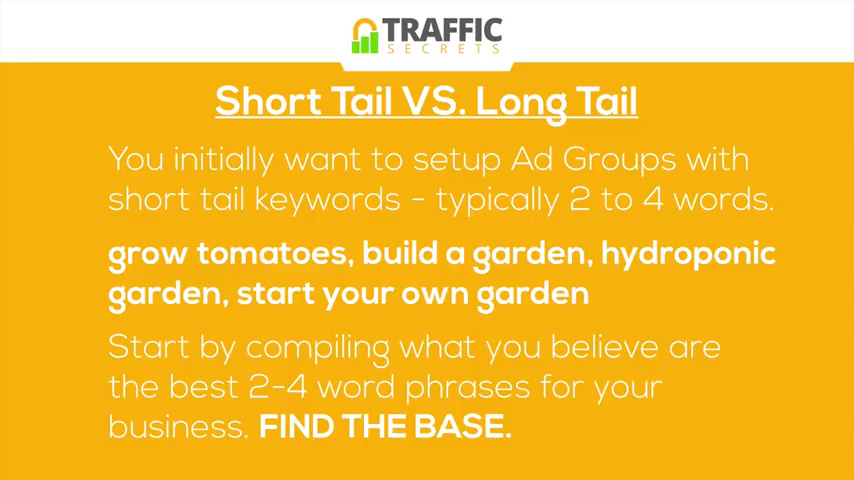 TRAFFIC
SECRETS
Short Tail VS. Long Tail
You initially want to setup Ad Groups with
short tail keywords - typically 2 to 4 words.
grow tomatoes, build a garden, hydroponic
garden, start your own garden
Start by compiling what you believe are
the best 2-4 word phrases for your
business. FIND THE BASE.